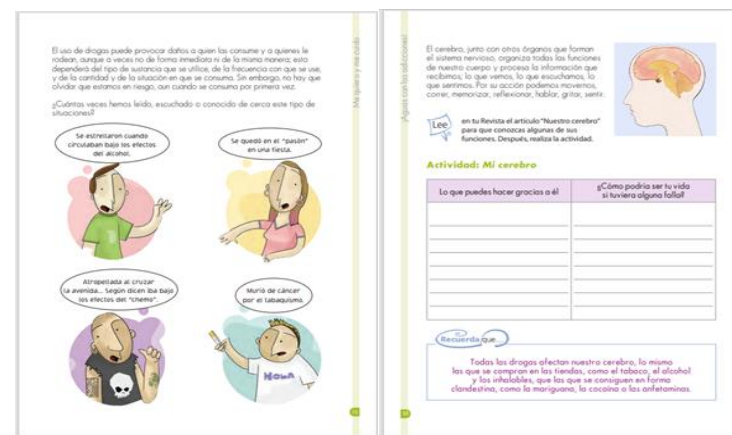 El uso de drogas puede provocar daños a quien las consume y a quienes le
rodean, aunque a veces no de forma inmediata ni de la misma manera; esto
dependerá del tipo de sustancia que se utilice, de la frecuencia con que se use,
y de la cantidad y de la situación en que se consuma. Sin embargo, no hay que
olvidar que estamos en riesgo, aun cuando se consuma por primera vez.
¿Cuántas veces hemos leído, escuchado o conocido de cerca este tipo de
situaciones?
Se estrellaron cuando
circulaban bajo los efectos
del alcohol.
Se quedó en el "pasón"
en una fiesta.
Atropellada al cruzar
la avenida... Según dicen iba bajo
los efectos del "chemo".
Murió de cáncer
por el tabaquismo.
Me quiero y me cuido
¡Aguas con las adicciones!
El cerebro, junto con otros órganos que forman
el sistema nervioso, organiza todas las funciones
de nuestro cuerpo y procesa la información que
recibimos; lo que vemos, lo que escuchamos, lo
que sentimos. Por su acción podemos movernos,
correr, memorizar, reflexionar, hablar, gritar, sentir.
Lee
en tu Revista el artículo "Nuestro cerebro"
para que conozcas algunas de sus
funciones. Después, realiza la actividad.
Actividad: Mi cerebro
Lo que puedes hacer gracias a él
¿Cómo podría ser tu vida
si tuviera alguna falla?
Recuerda que...
Todas las drogas afectan nuestro cerebro, lo mismo
las que se compran en las tiendas, como el tabaco, el alcohol
y los inhalables, que las que se consiguen en forma
clandestina, como la mariguana, la cocaína o las anfetaminas.